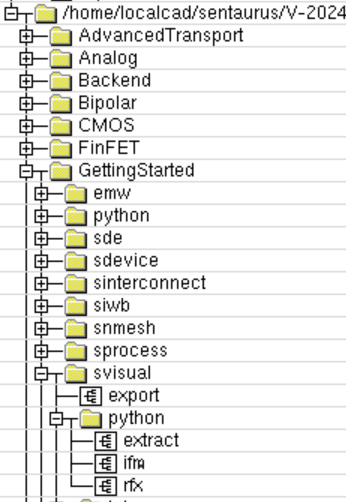 /home/localcad/sentaurus/V-2024
AdvancedTransport
Analog
Backend
Bipolar
CMOS
FinFET
GettingStarted
emw
python
sde
sdevice
sinterconnect
siwb
snmesh
sprocess
svisual
export
python
extract
ifm
rfx